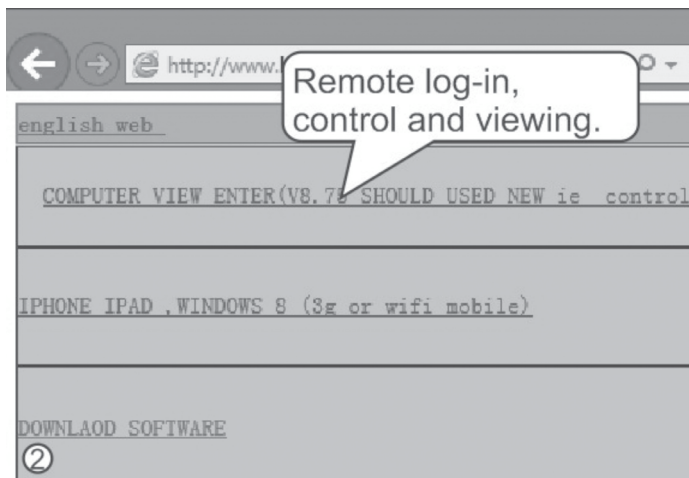 http://www.
Remote log-in,
control and viewing.
english web
COMPUTER VIEW ENTER(V8.7 SHOULD USED NEW ie control
IPHONE IPAD ,WINDOWS 8 (3g or wifi mobile)
DOWNLAOD SOFTWARE
②